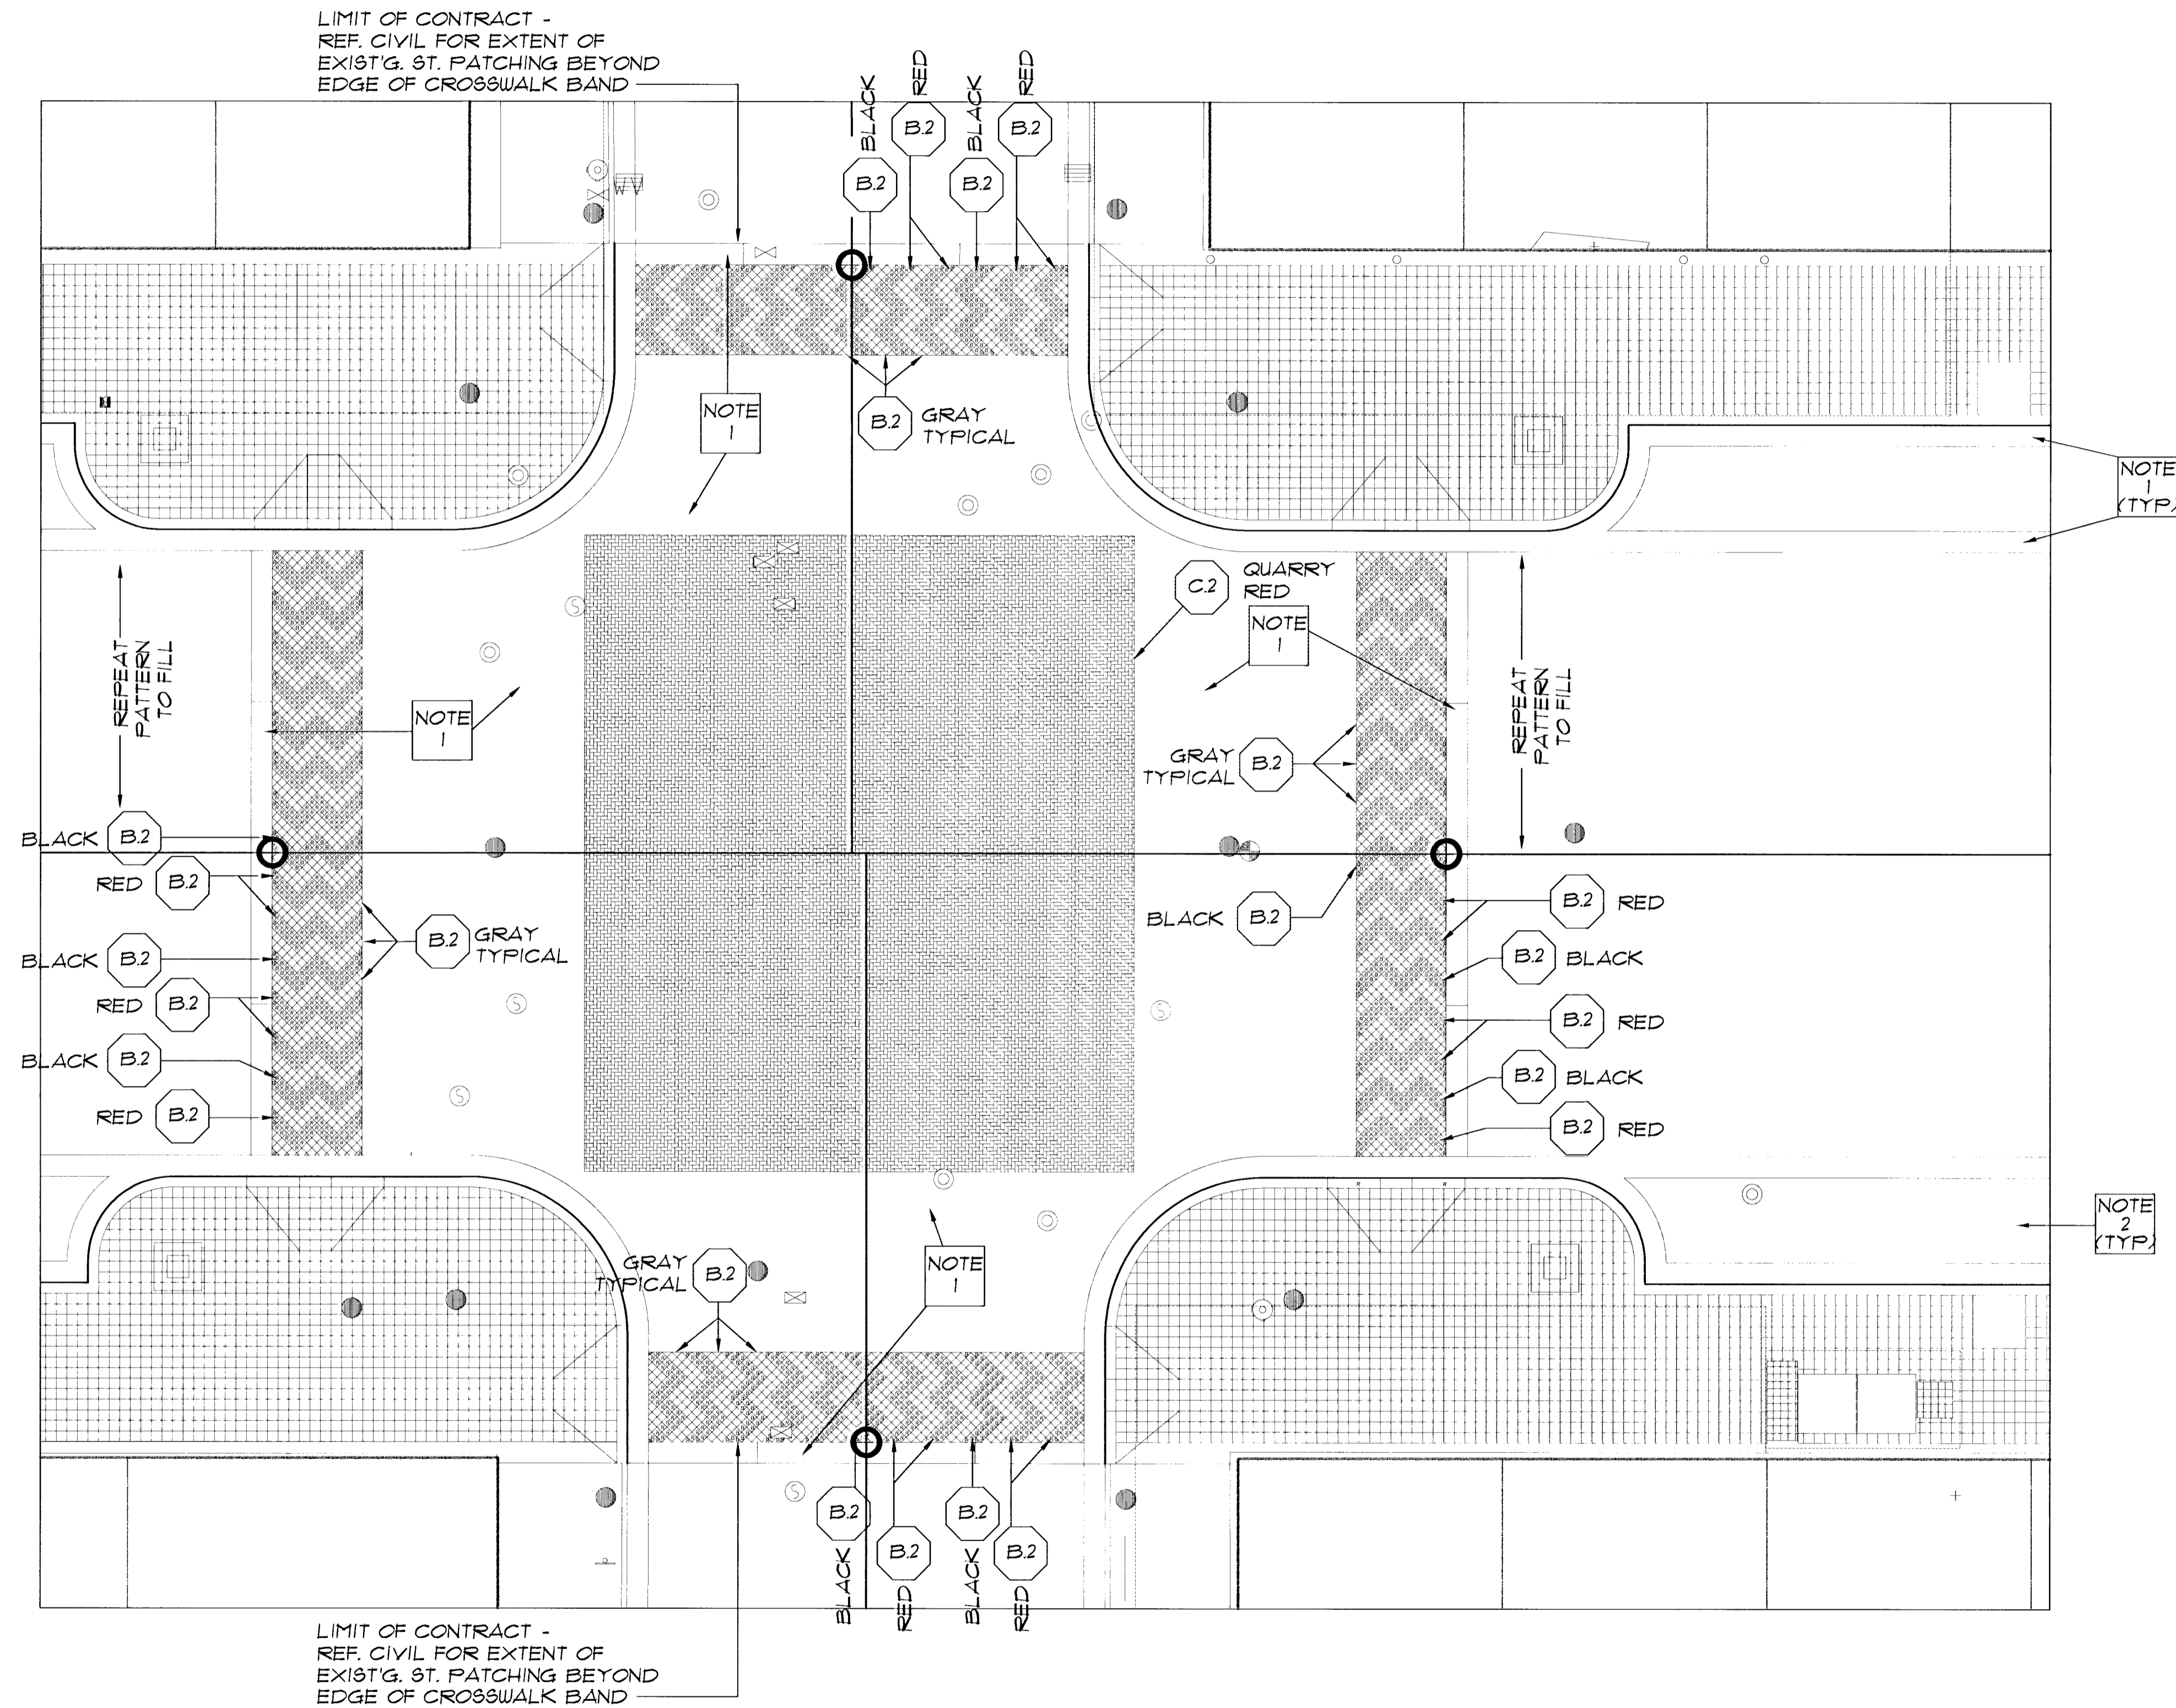 LIMIT OF CONTRACT -
REF. CIVIL FOR EXTENT OF
EXIST'G. ST. PATCHING BEYOND
EDGE OF CROSSWALK BAND
BLACK
RED
BLACK
RED
B.2
B.2
B.2
B.2
NOTE
1
B.2
GRAY
TYPICAL
NOTE
1
(TYP.)
C.2
QUARRY
RED
NOTE
1
REPEAT
PATTERN
TO FILL
NOTE
1
REPEAT
PATTERN
TO FILL
GRAY
TYPICAL
B.2
BLACK B.2
RED B.2
BLACK B.2
RED B.2
BLACK B.2
RED B.2
B.2 GRAY
TYPICAL
BLACK B.2
B.2 RED
B.2 BLACK
B.2 RED
B.2 BLACK
B.2 RED
S
S
S
S
NOTE
2
(TYP.)
GRAY
TYPICAL
B.2
NOTE
1
S
B.2
B.2
B.2
B.2
BLACK
RED
BLACK
RED
LIMIT OF CONTRACT -
REF. CIVIL FOR EXTENT OF
EXIST'G. ST. PATCHING BEYOND
EDGE OF CROSSWALK BAND